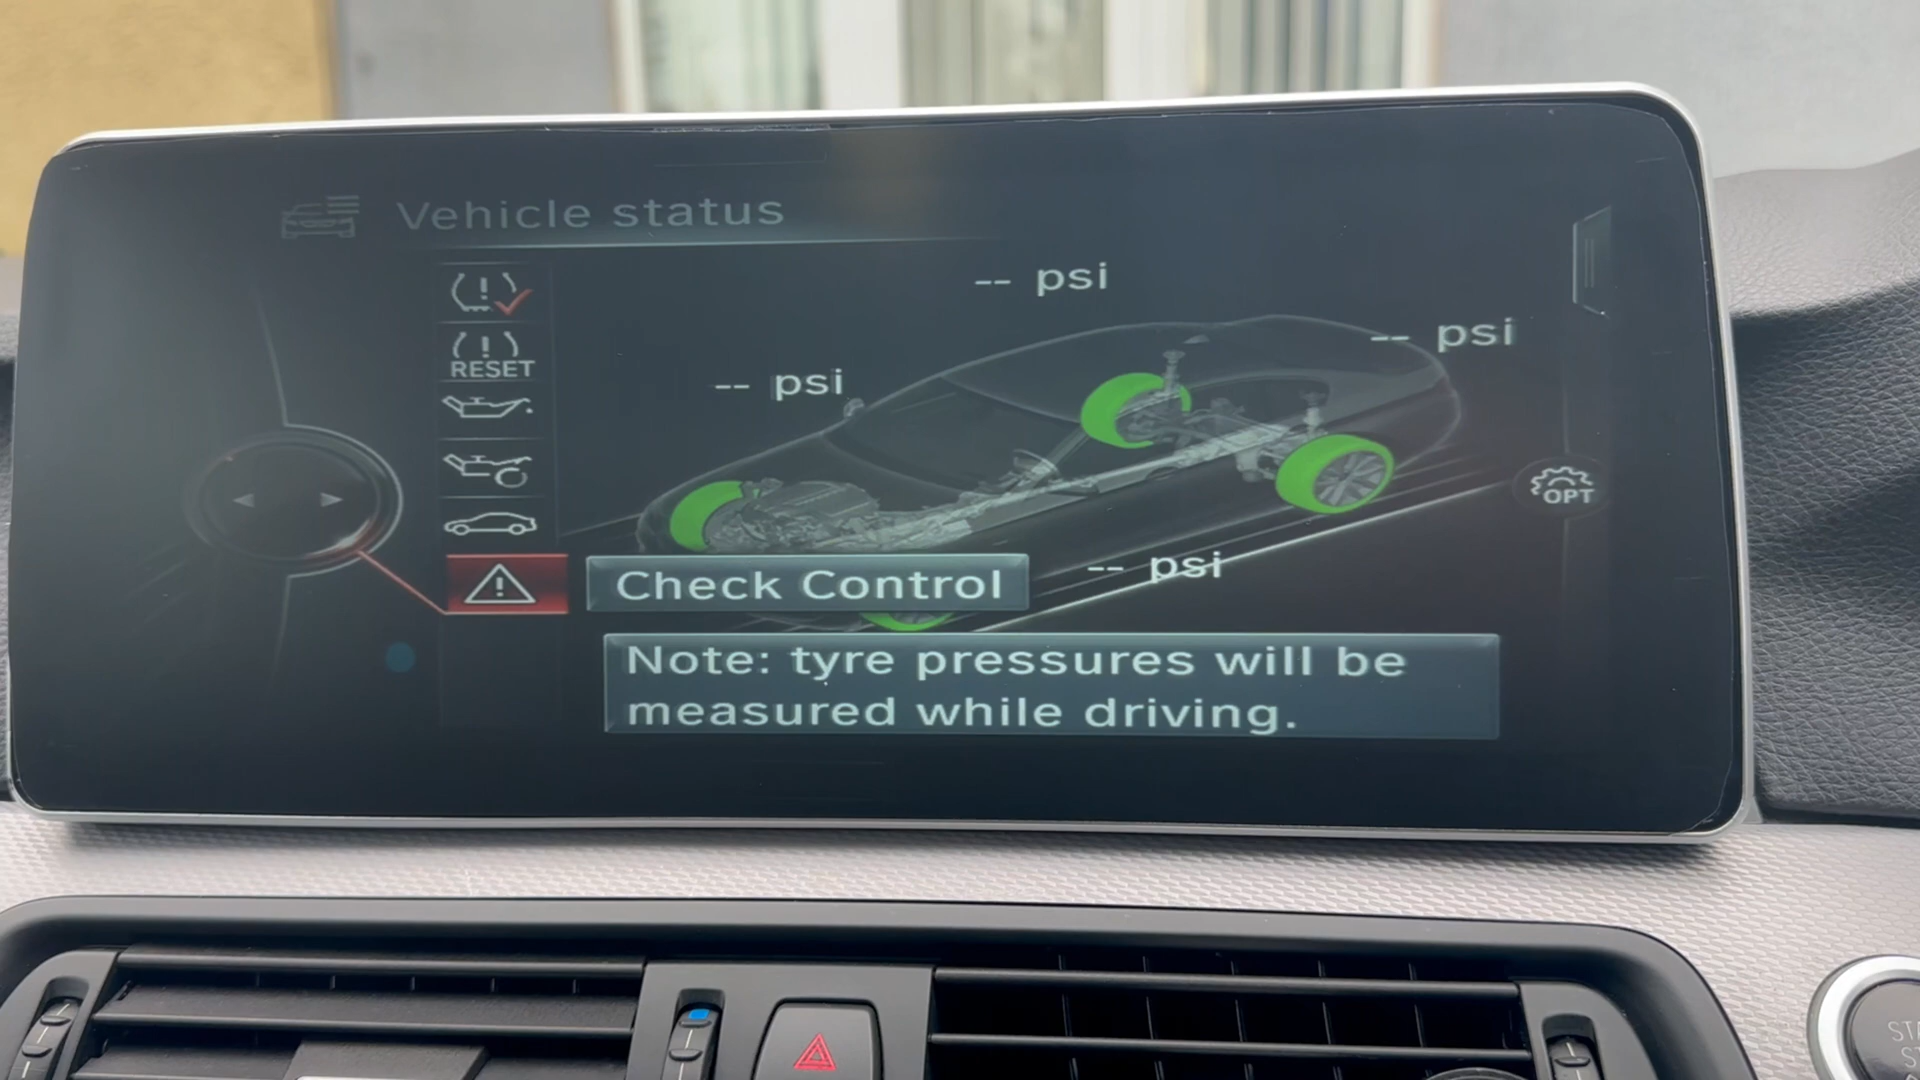 Vehicle status
-- psi
-- psi
-- psi
RESET
OPT
Check Control
-- psi
Note: tyre pressures will be
measured while driving.